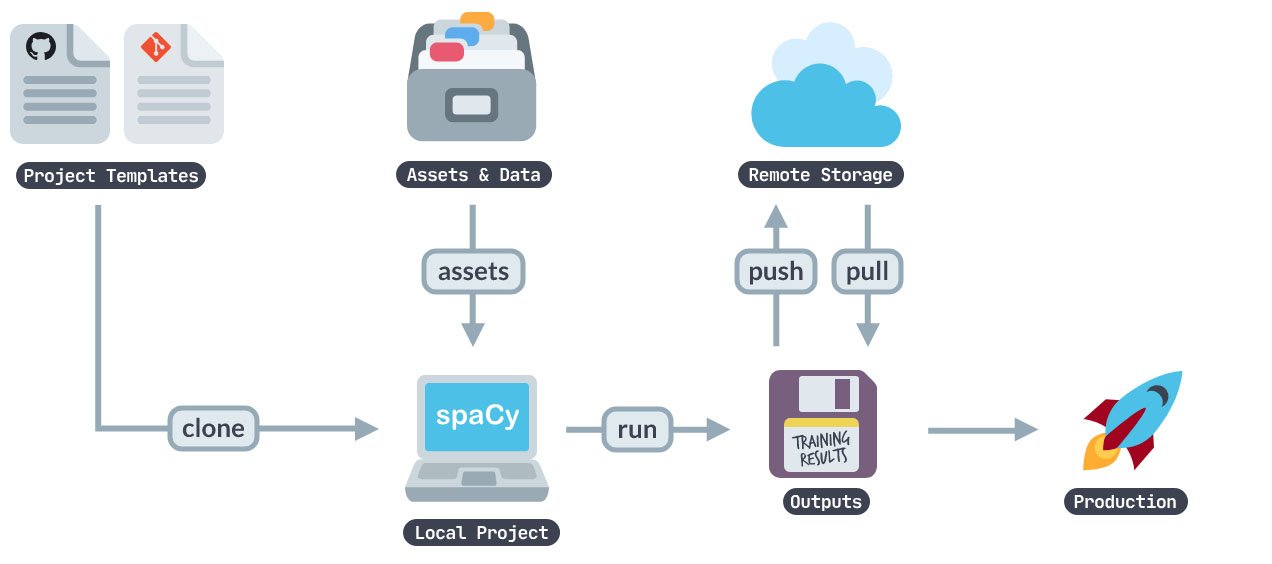 Project Templates
Assets & Data
Remote Storage
assets
push
pull
clone
spaCy
run
TRAINING
RESULTS
Outputs
Production
Local Project